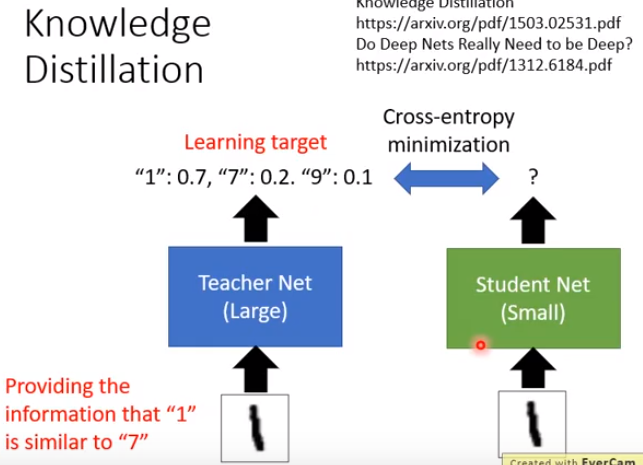 Knowledge
Distillation
Knowledge Distillation
https://arxiv.org/pdf/1503.02531.pdf
Do Deep Nets Really Need to be Deep?
https://arxiv.org/pdf/1312.6184.pdf
Learning target
Cross-entropy
minimization
“1”: 0.7, “7”: 0.2. “9”: 0.1
?
Teacher Net
(Large)
Student Net
(Small)
Providing the
information that “1”
is similar to “7”
Created with EverCam